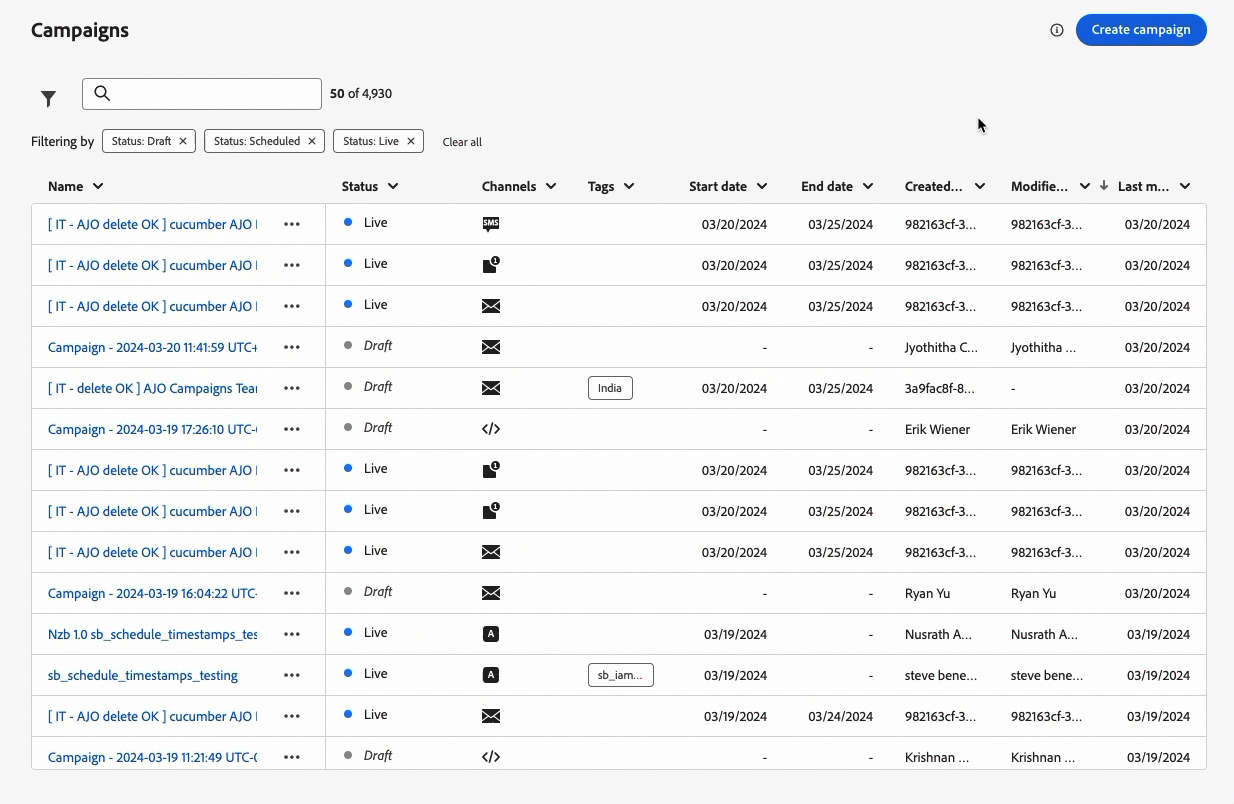 Campaigns
Create campaign
50 of 4,930
Filtering by Status: Draft Status: Scheduled Status: Live Clear all
Name Status Channels Tags Start date End date Created... Modifie... Last m...
[ IT - AJO delete OK ] cucumber AJO Live SMS 03/20/2024 03/25/2024 982163cf-3... 982163cf-3... 03/20/2024
[ IT - AJO delete OK ] cucumber AJO Live 1 03/20/2024 03/25/2024 982163cf-3... 982163cf-3... 03/20/2024
[ IT - AJO delete OK ] cucumber AJO Live 03/20/2024 03/25/2024 982163cf-3... 982163cf-3... 03/20/2024
Campaign - 2024-03-20 11:41:59 UTC+ Draft - - Jyothitha C... Jyothitha ... 03/20/2024
[ IT - delete OK ] AJO Campaigns Draft India 03/20/2024 03/25/2024 3a9fac8f-8... - 03/20/2024
Campaign - 2024-03-19 17:26:10 UTC- Draft </> - - Erik Wiener Erik Wiener 03/20/2024
[ IT - AJO delete OK ] cucumber AJO Live 1 03/20/2024 03/25/2024 982163cf-3... 982163cf-3... 03/20/2024
[ IT - AJO delete OK ] cucumber AJO Live 1 03/20/2024 03/25/2024 982163cf-3... 982163cf-3... 03/20/2024
[ IT - AJO delete OK ] cucumber AJO Live 03/20/2024 03/25/2024 982163cf-3... 982163cf-3... 03/20/2024
Campaign - 2024-03-19 16:04:22 UTC- Draft - - Ryan Yu Ryan Yu 03/20/2024
Nzb 1.0 sb_schedule_timestamps_tes Live A 03/19/2024 - Nusrath A... Nusrath A... 03/19/2024
sb_schedule_timestamps_testing Live A sb_iam... 03/19/2024 - steve bene... steve bene... 03/19/2024
[ IT - AJO delete OK ] cucumber AJO Live 03/19/2024 03/24/2024 982163cf-3... 982163cf-3... 03/19/2024
Campaign - 2024-03-19 11:21:49 UTC- Draft </> - - Krishnan ... Krishnan ... 03/19/2024